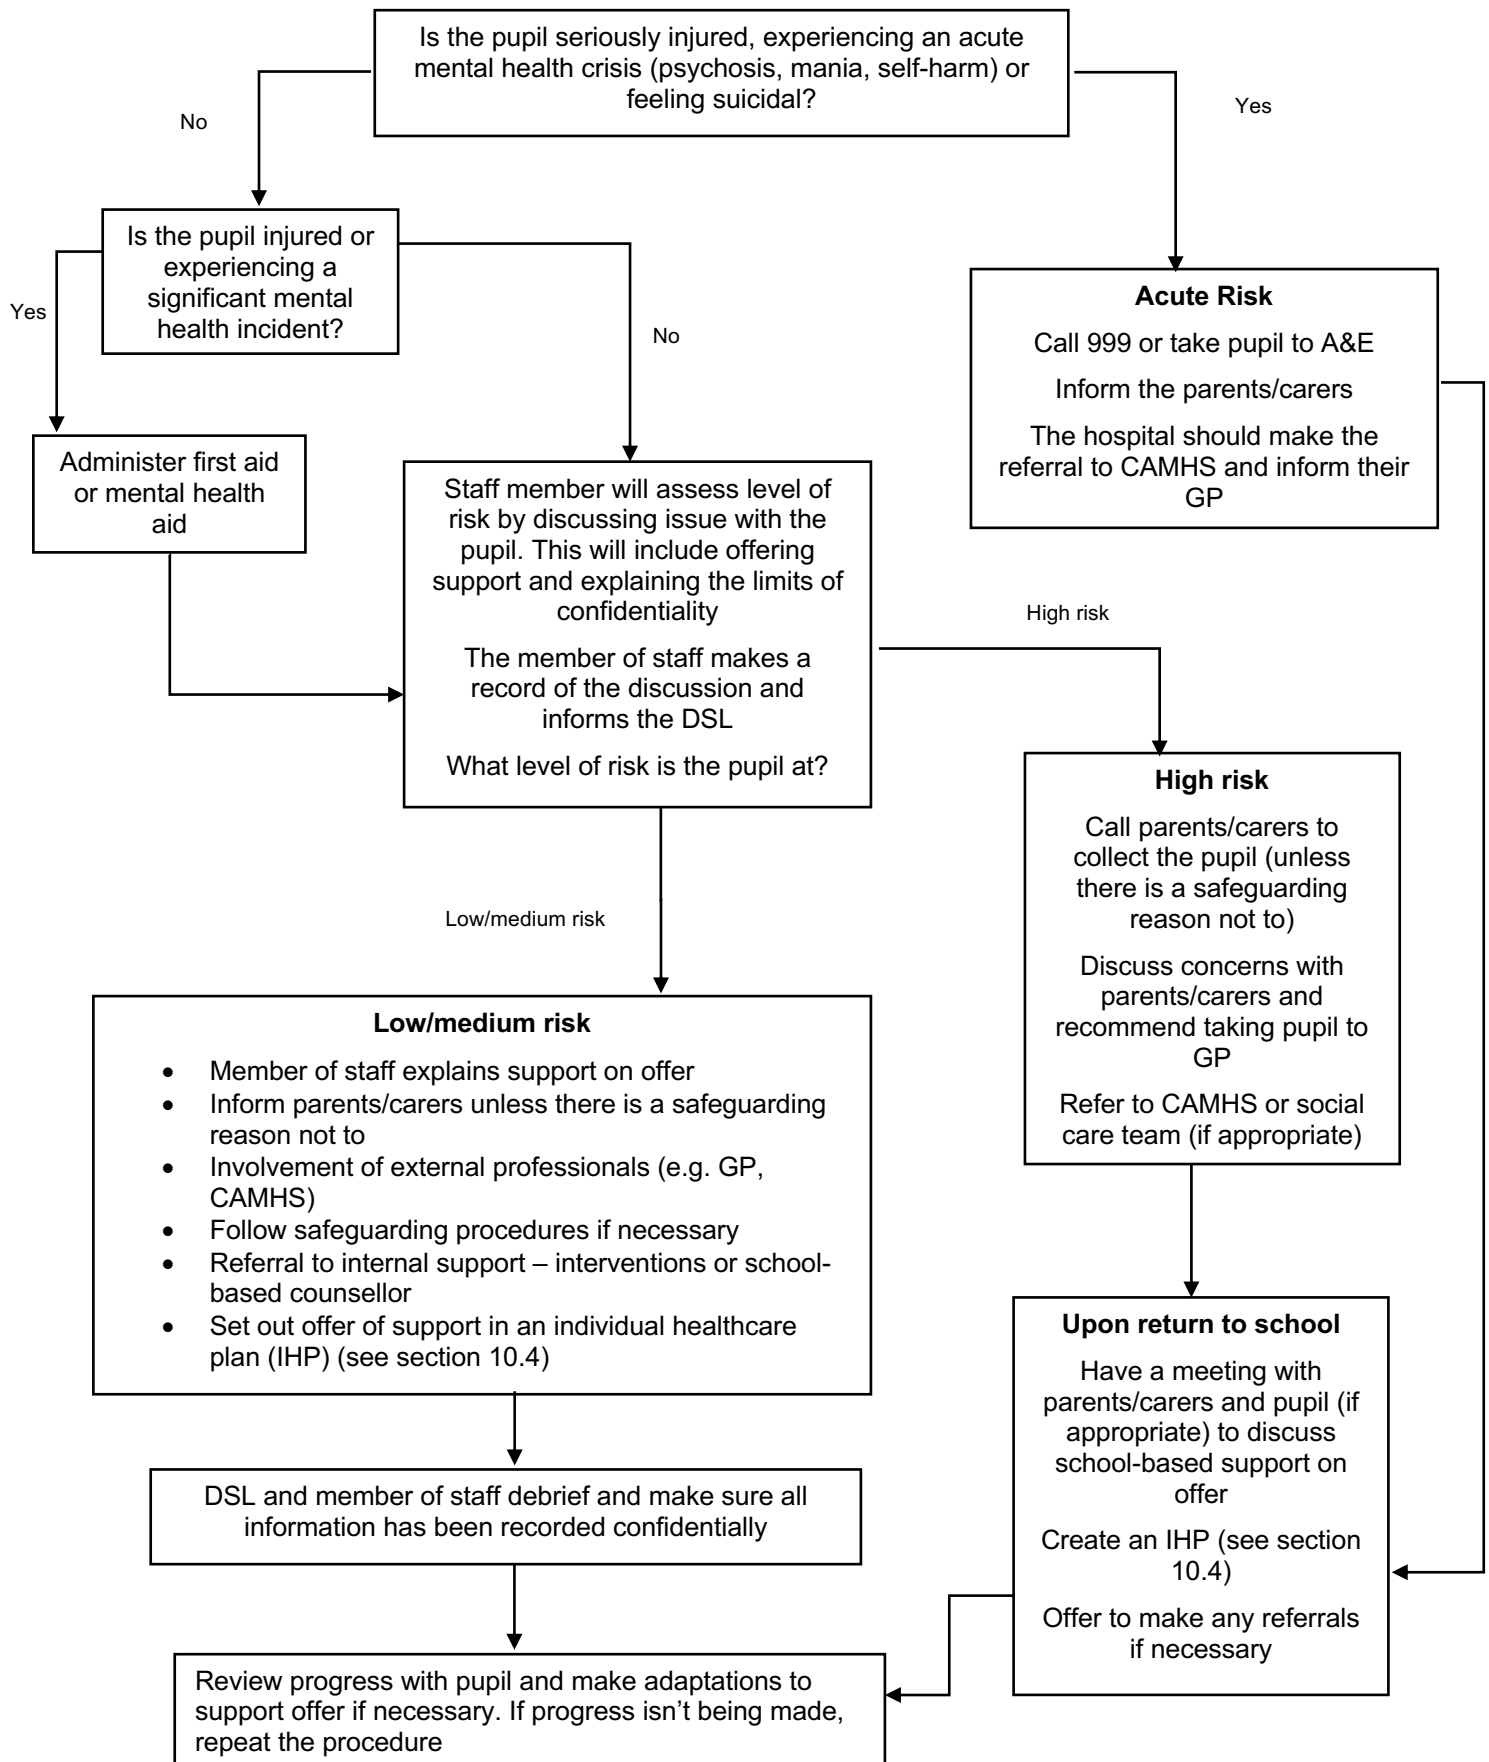 Is the pupil seriously injured, experiencing an acute
mental health crisis (psychosis, mania, self-harm) or
feeling suicidal?
No
Yes
Is the pupil injured or
experiencing a
significant mental
health incident?
Yes
No
Acute Risk
Call 999 or take pupil to A&E
Inform the parents/carers
The hospital should make the
referral to CAMHS and inform their
GP
Administer first aid
or mental health
aid
Staff member will assess level of
risk by discussing issue with the
pupil. This will include offering
support and explaining the limits of
confidentiality
The member of staff makes a
record of the discussion and
informs the DSL
What level of risk is the pupil at?
High risk
High risk
Call parents/carers to
collect the pupil (unless
there is a safeguarding
reason not to)
Discuss concerns with
parents/carers and
recommend taking pupil to
GP
Refer to CAMHS or social
care team (if appropriate)
Low/medium risk
Low/medium risk
• Member of staff explains support on offer
• Inform parents/carers unless there is a safeguarding
reason not to
• Involvement of external professionals (e.g. GP,
CAMHS)
• Follow safeguarding procedures if necessary
• Referral to internal support – interventions or school-
based counsellor
• Set out offer of support in an individual healthcare
plan (IHP) (see section 10.4)
Upon return to school
Have a meeting with
parents/carers and pupil (if
appropriate) to discuss
school-based support on
offer
Create an IHP (see section
10.4)
Offer to make any referrals
if necessary
DSL and member of staff debrief and make sure all
information has been recorded confidentially
Review progress with pupil and make adaptations to
support offer if necessary. If progress isn’t being made,
repeat the procedure